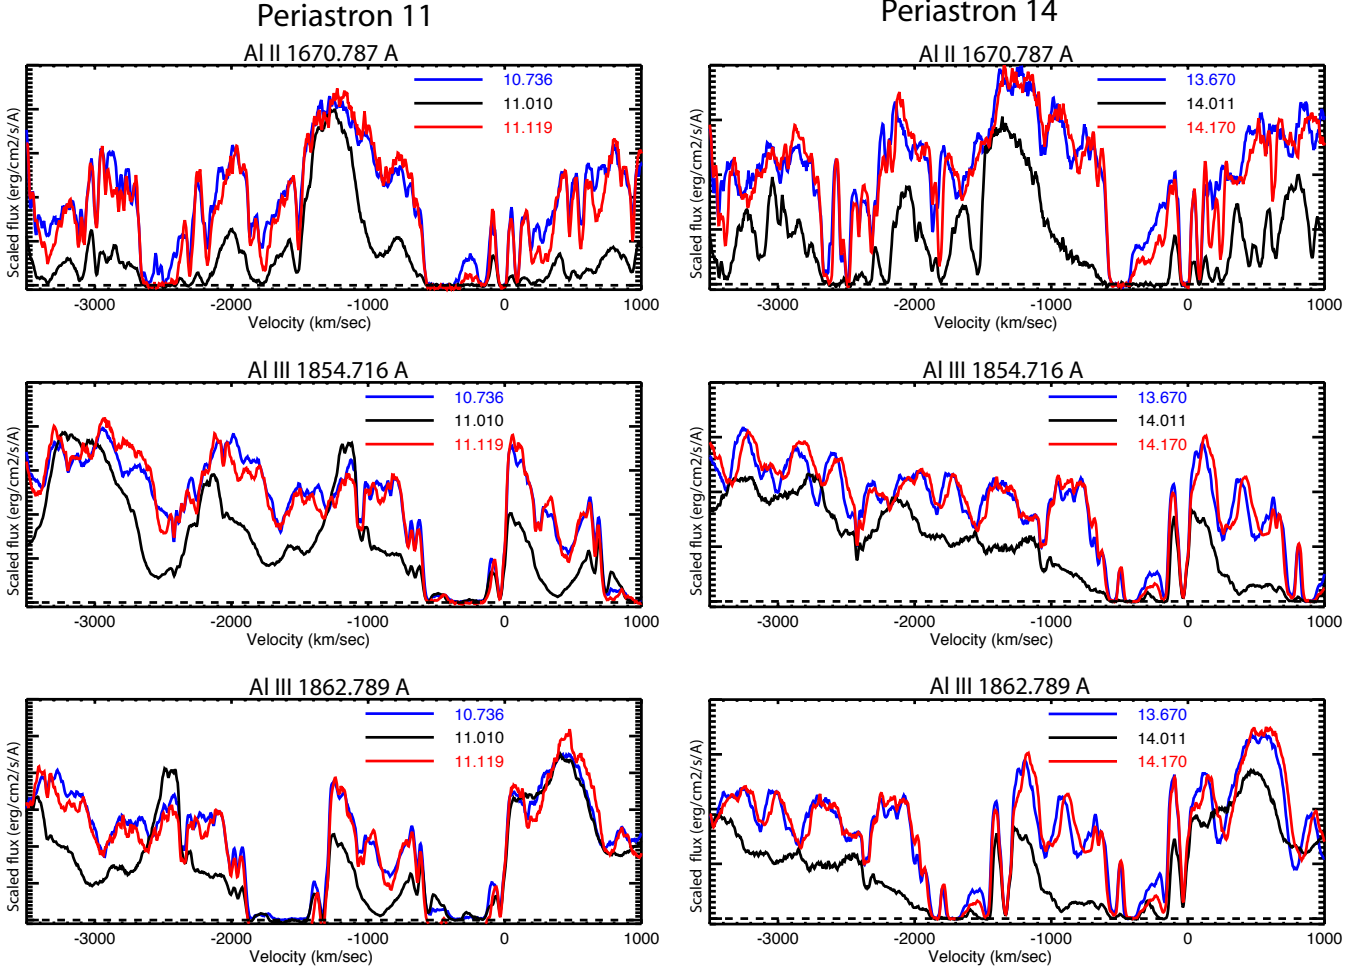 Periastron 11
Periastron 14
Al II 1670.787 A
10.736
11.010
11.119
Scaled flux (erg/cm2/s/A)
-3000 -2000 -1000 0 1000
Velocity (km/sec)
Al II 1670.787 A
13.670
14.011
14.170
Scaled flux (erg/cm2/s/A)
-3000 -2000 -1000 0 1000
Velocity (km/sec)
Al III 1854.716 A
10.736
11.010
11.119
Scaled flux (erg/cm2/s/A)
-3000 -2000 -1000 0 1000
Velocity (km/sec)
Al III 1854.716 A
13.670
14.011
14.170
Scaled flux (erg/cm2/s/A)
-3000 -2000 -1000 0 1000
Velocity (km/sec)
Al III 1862.789 A
10.736
11.010
11.119
Scaled flux (erg/cm2/s/A)
-3000 -2000 -1000 0 1000
Velocity (km/sec)
Al III 1862.789 A
13.670
14.011
14.170
Scaled flux (erg/cm2/s/A)
-3000 -2000 -1000 0 1000
Velocity (km/sec)